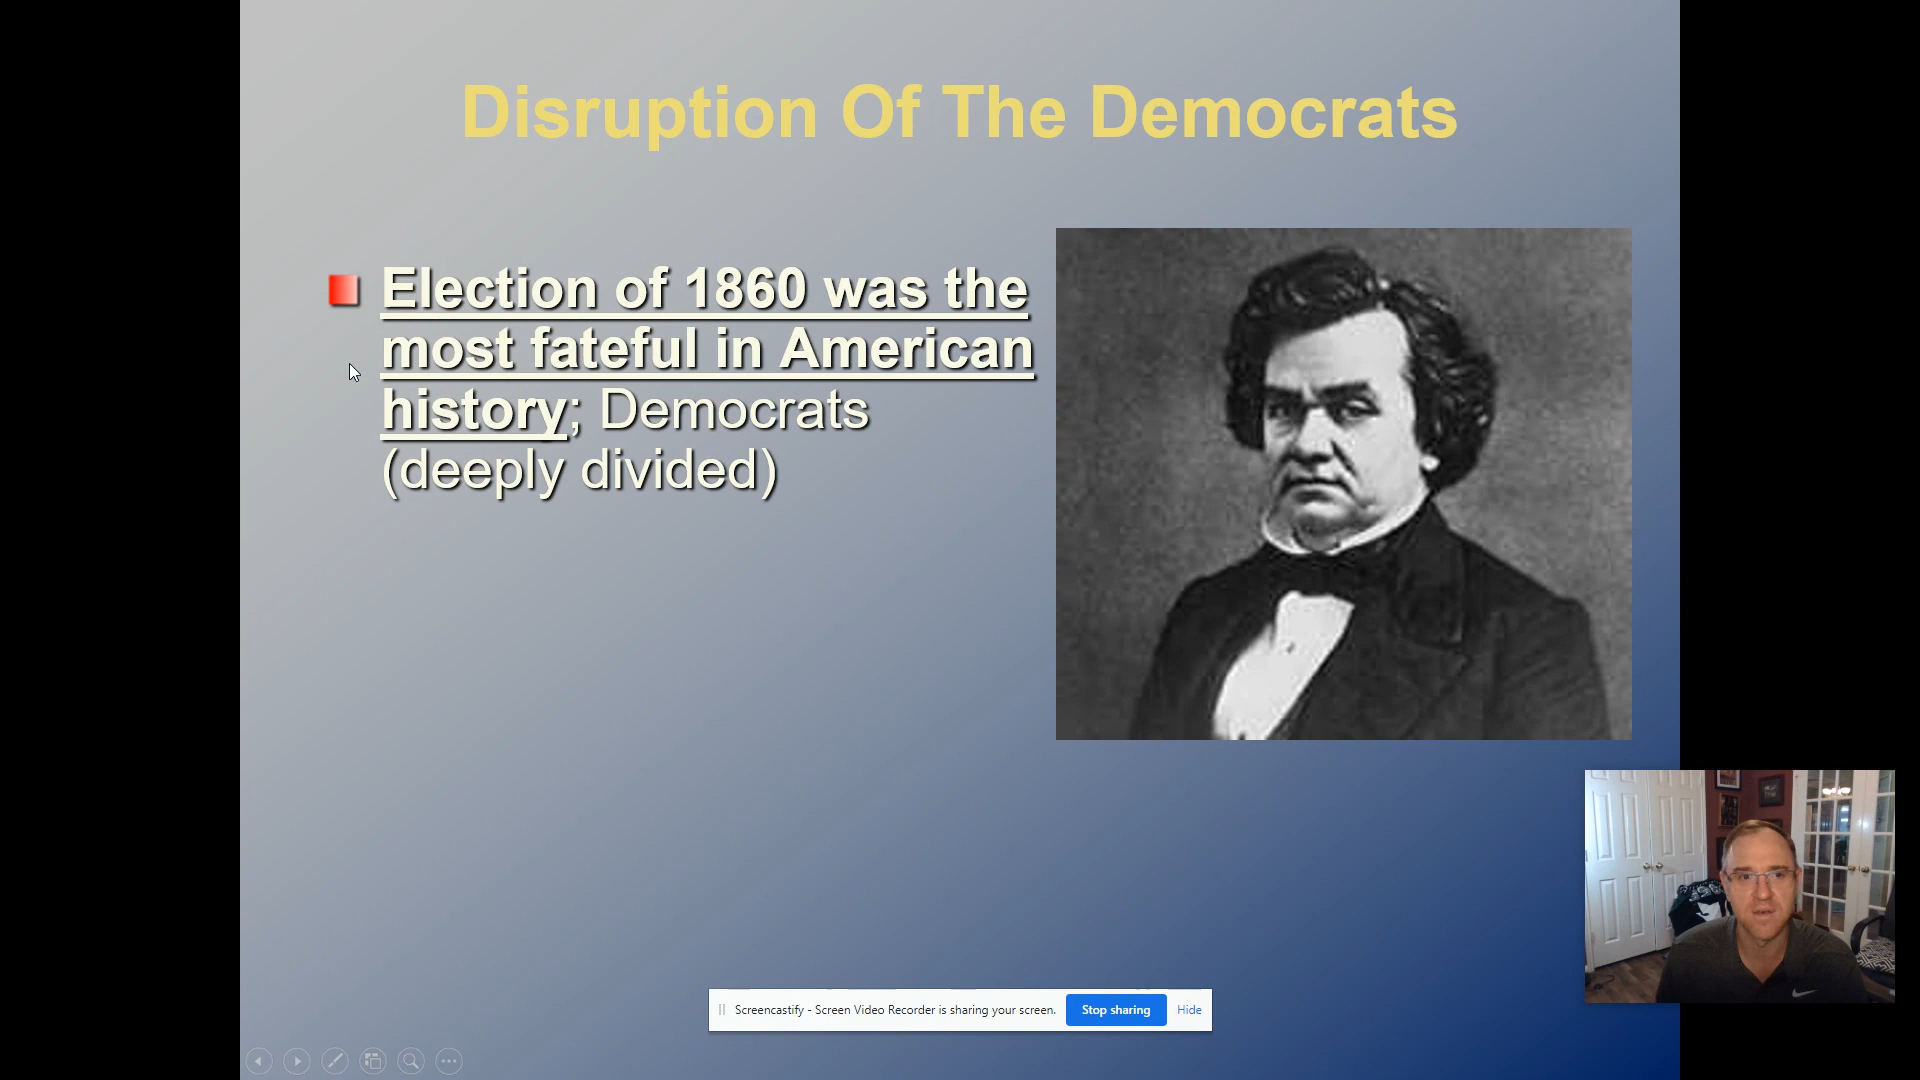 Disruption Of The Democrats
Election of 1860 was the
most fateful in American
history; Democrats
(deeply divided)
Screencastify - Screen Video Recorder is sharing your screen.
Stop sharing
Hide